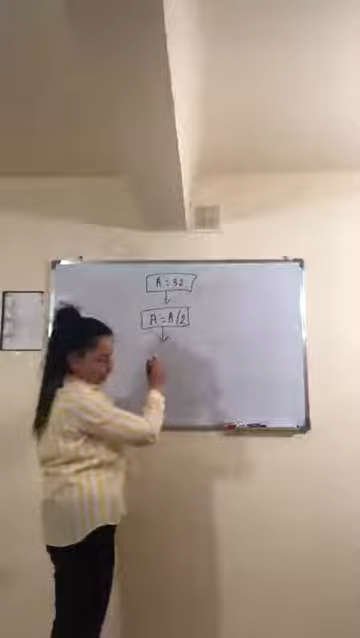 A = 32
A = A/2